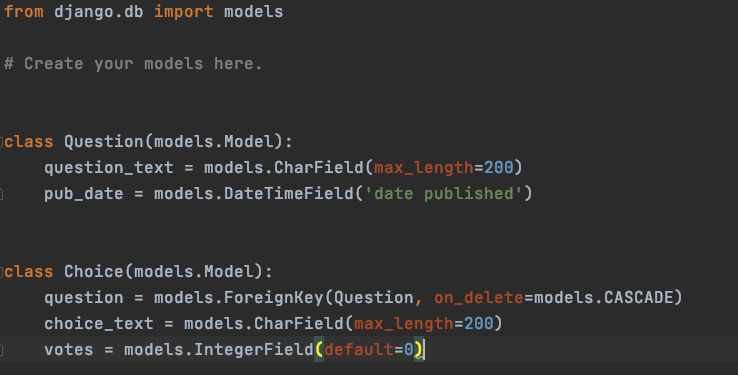 from django.db import models
# Create your models here.
class Question(models.Model):
    question_text = models.CharField(max_length=200)
    pub_date = models.DateTimeField('date published')
class Choice(models.Model):
    question = models.ForeignKey(Question, on_delete=models.CASCADE)
    choice_text = models.CharField(max_length=200)
    votes = models.IntegerField(default=0)